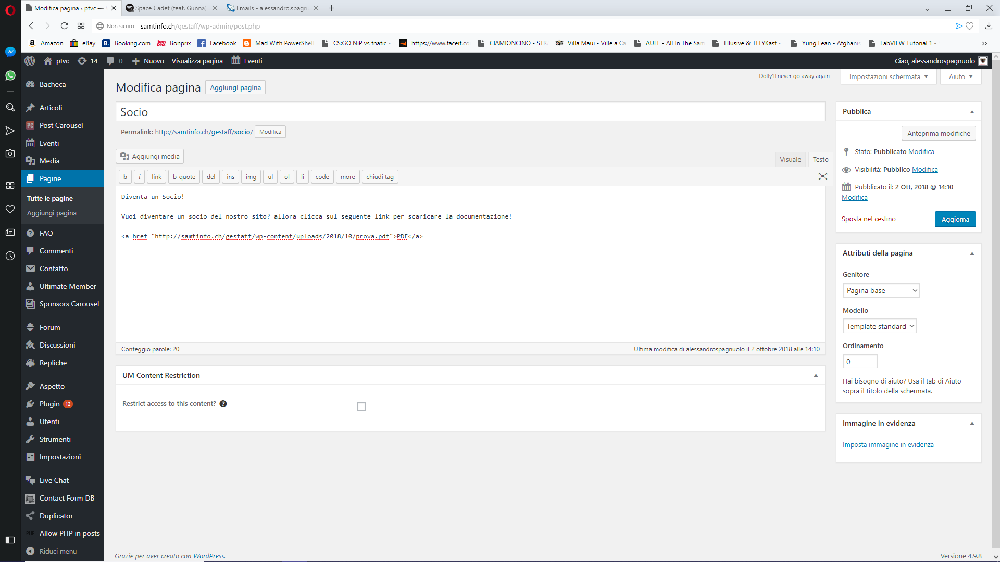 Modifica pagina ‹ ptvc —
Space Cadet (feat. Gunna)
Emails - alessandro.spagn
Non sicuro
samtinfo.ch/gestaff/wp-admin/post.php
Amazon
eBay
Booking.com
Bonprix
Facebook
Mad With PowerShell
CS:GO NiP vs fnatic -
https://www.faceit.co
CIAMIONCINO - STR
Villa Maui - Ville a Ca
AUFL - All In The Sam
Ellusive & TELYKast -
Yung Lean - Afghanis
LabVIEW Tutorial 1 -
ptvc
14
0
Nuovo
Visualizza pagina
Eventi
Ciao, alessandrospagnuolo
Bacheca
Articoli
PC Post Carousel
Eventi
Media
Pagine
Tutte le pagine
Aggiungi pagina
FAQ
Commenti
Contatto
Ultimate Member
Sponsors Carousel
Forum
Discussioni
Repliche
Aspetto
Plugin 12
Utenti
Strumenti
Impostazioni
Live Chat
Contact Form DB
Duplicator
PHP Allow PHP in posts
Riduci menu
Dolly'll never go away again
Impostazioni schermata
Aiuto
Modifica pagina
Aggiungi pagina
Socio
Permalink: http://samtinfo.ch/gestaff/socio/ Modifica
Aggiungi media
Visuale
Testo
b i link b-quote del ins img ul ol li code more chiudi tag
Diventa un Socio!
Vuoi diventare un socio del nostro sito? allora clicca sul seguente link per scaricare la documentazione!
<a href="http://samtinfo.ch/gestaff/wp-content/uploads/2018/10/prova.pdf">PDF</a>
Conteggio parole: 20
Ultima modifica di alessandrospagnuolo il 2 ottobre 2018 alle 14:10
UM Content Restriction
Restrict access to this content?
Pubblica
Anteprima modifiche
Stato: Pubblicato Modifica
Visibilità: Pubblico Modifica
Pubblicato il: 2 Ott, 2018 @ 14:10
Modifica
Sposta nel cestino
Aggiorna
Attributi della pagina
Genitore
Pagina base
Modello
Template standard
Ordinamento
0
Hai bisogno di aiuto? Usa il tab di Aiuto
sopra il titolo della schermata.
Immagine in evidenza
Imposta immagine in evidenza
Grazie per aver creato con WordPress.
Versione 4.9.8